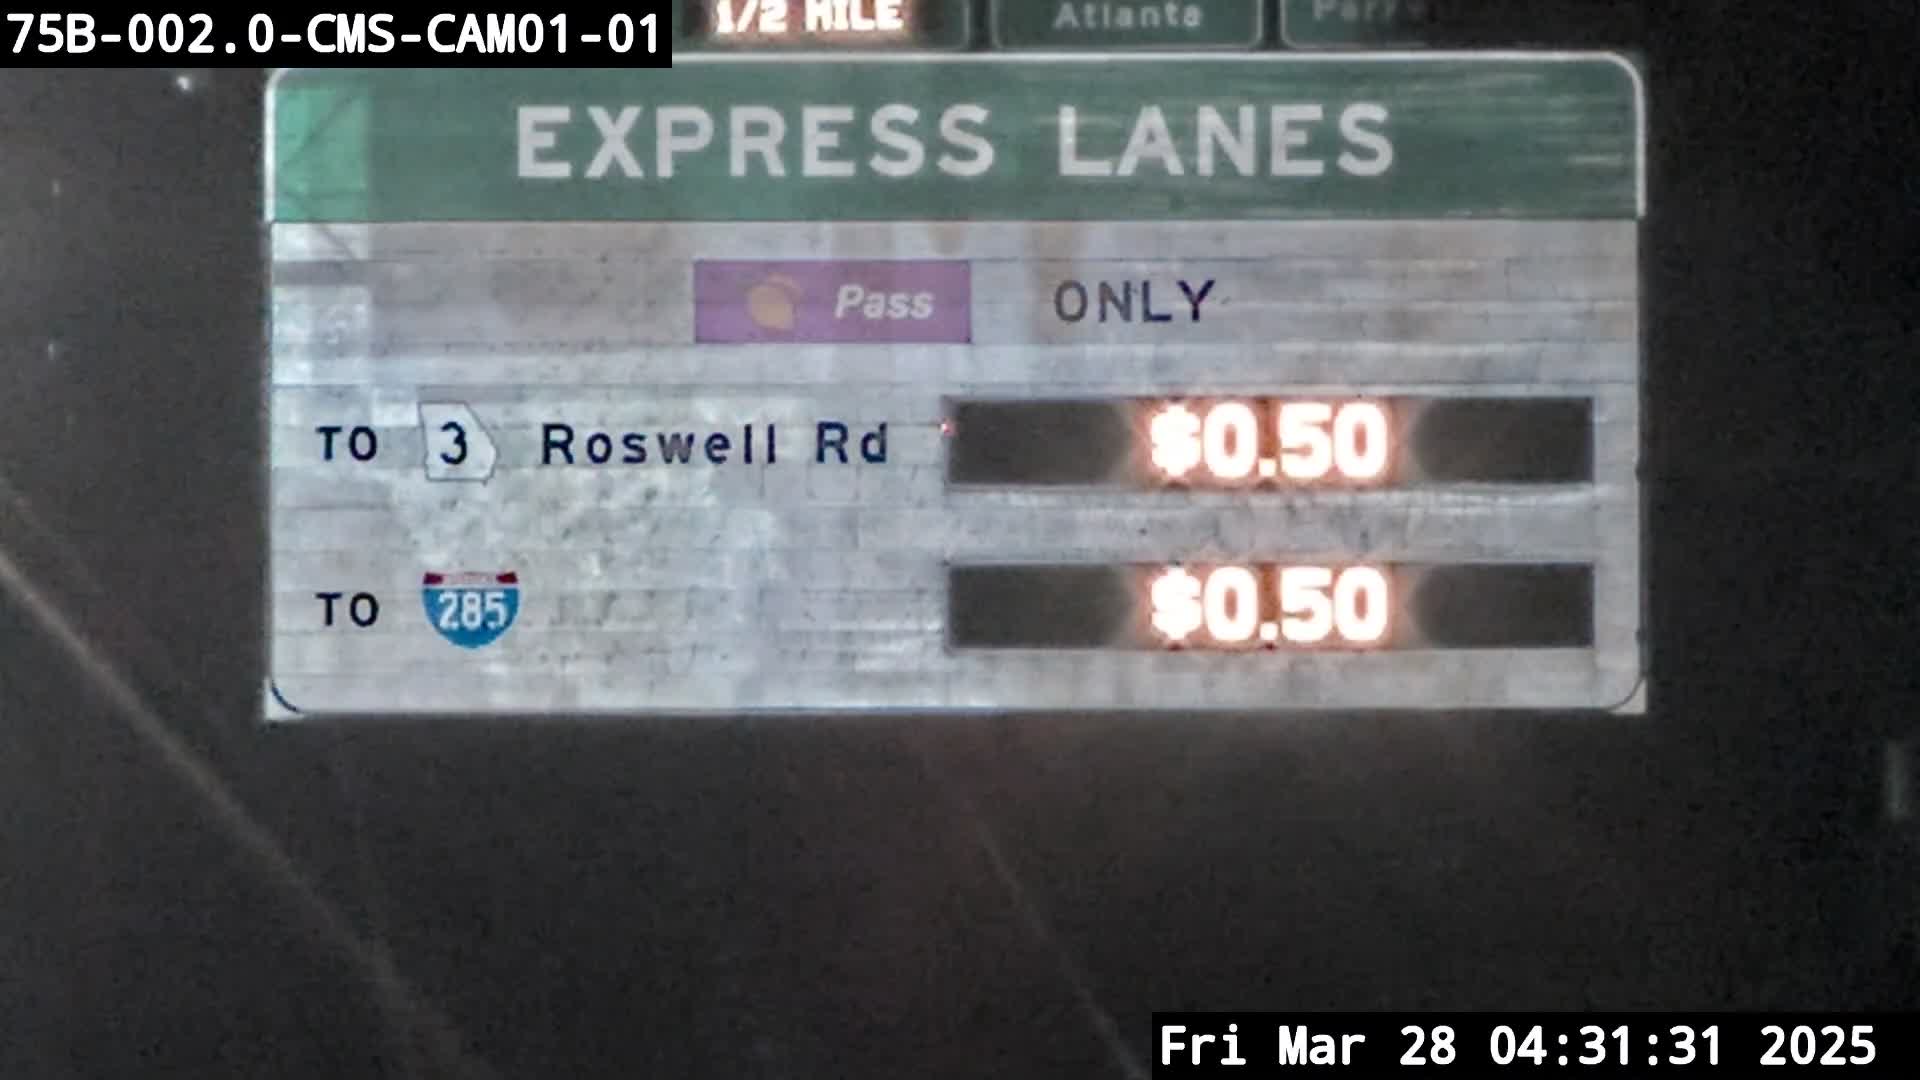 75B-002.0-CMS-CAM01-01
1/2 MILE
Atlanta
EXPRESS LANES
Pass ONLY
TO 3 Roswell Rd $0.50
TO 285 $0.50
Fri Mar 28 04:31:31 2025